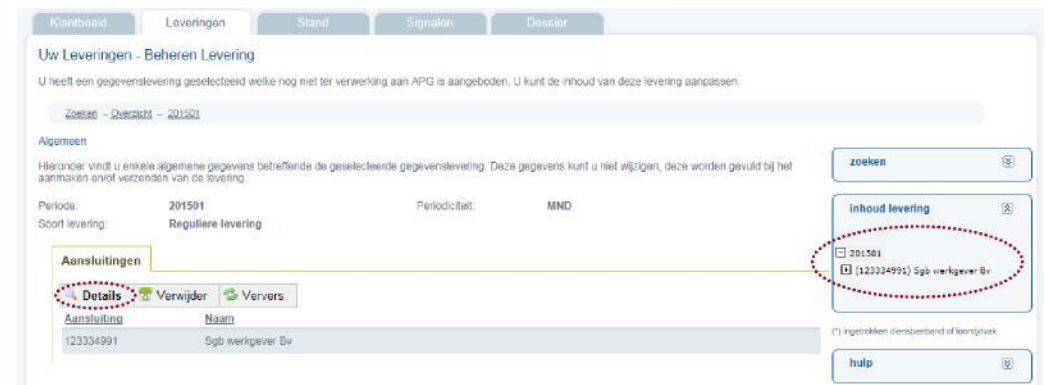 Klantbeeld Leveringen Stand Signalen Dossier
Uw Leveringen - Beheren Levering
U heeft een gegevenslevering geselecteerd welke nog niet ter verwerking aan APG is aangeboden. U kunt de inhoud van deze levering aanpassen.
Zoeken - Overzicht - 201501
Algemeen
Hieronder vindt u enkele algemene gegevens betreffende de geselecteerde gegevenslevering. Deze gegevens kunt u niet wijzigen, deze worden gevuld bij het
aanmaken en/of verzenden van de levering.
Periode: 201501 Periodiciteit: MND
Soort levering: Reguliere levering
Aansluitingen
Details Verwijder Ververs
Aansluiting Naam
123334991 Sgb werkgever Bv
zoeken
inhoud levering
201501
(123334991) Sgb werkgever Bv
(*) ingetrokken dienstverband of loontijdvak
hulp